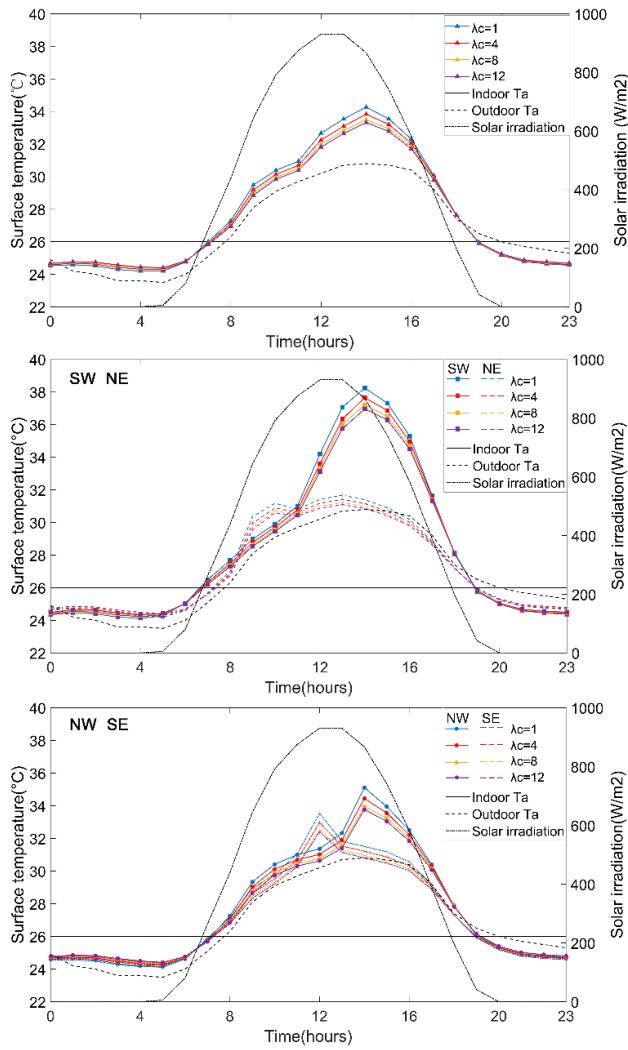 40
38
36
34
32
30
28
26
24
22
Surface temperature(℃)
1000
800
600
400
200
0
Solar irradiation (W/m2)
λc=1
λc=4
λc=8
λc=12
Indoor Ta
Outdoor Ta
Solar irradiation
0 4 8 12 16 20 23
Time(hours)
SW NE
40
38
36
34
32
30
28
26
24
22
Surface temperature(°C)
1000
800
600
400
200
0
Solar irradiation(W/m2)
SW NE
λc=1
λc=4
λc=8
λc=12
Indoor Ta
Outdoor Ta
Solar irradiation
0 4 8 12 16 20 23
Time(hours)
NW SE
40
38
36
34
32
30
28
26
24
22
Surface temperature(°C)
1000
800
600
400
200
0
Solar irradiation(W/m2)
NW SE
λc=1
λc=4
λc=8
λc=12
Indoor Ta
Outdoor Ta
Solar irradiation
0 4 8 12 16 20 23
Time(hours)